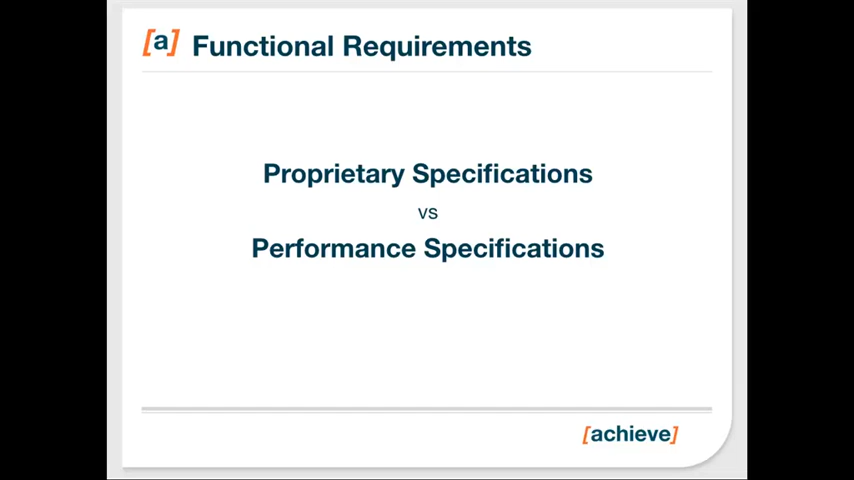 [a] Functional Requirements
Proprietary Specifications
vs
Performance Specifications
[achieve]